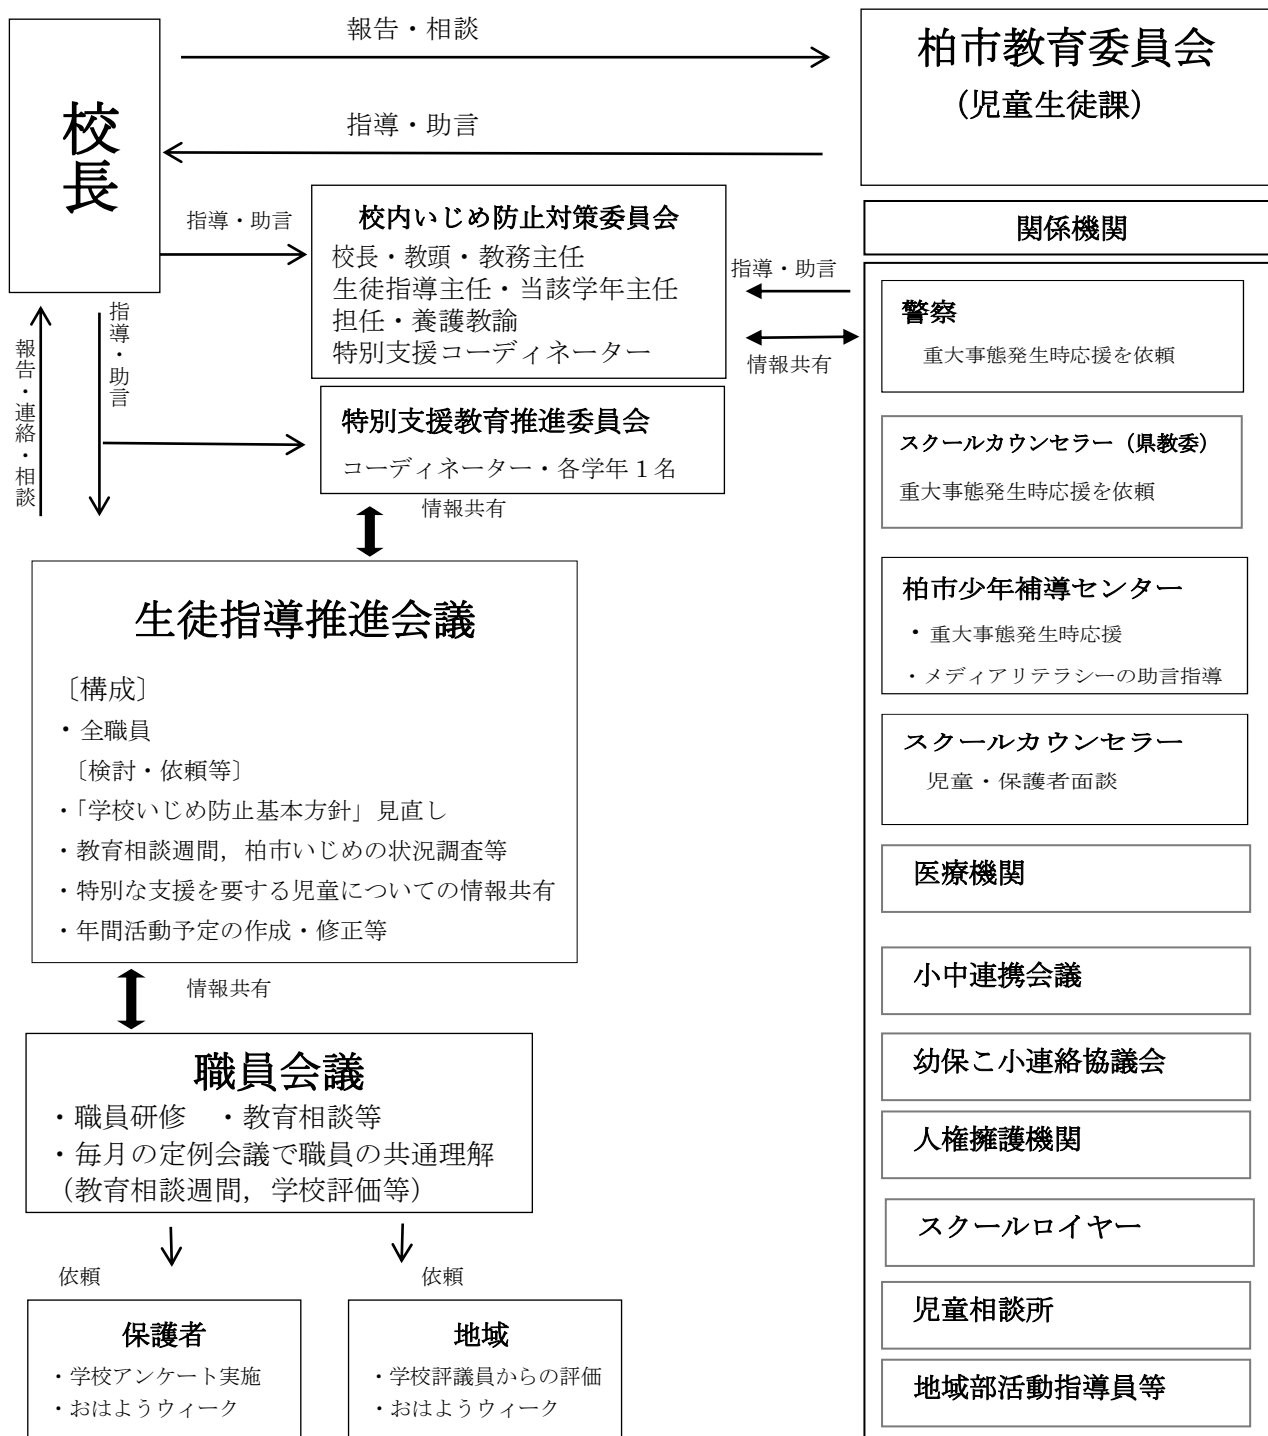 報告・相談
柏市教育委員会
（児童生徒課）
校長
指導・助言
指導・助言
校内いじめ防止対策委員会
校長・教頭・教務主任
生徒指導主任・当該学年主任
担任・養護教諭
特別支援コーディネーター
指導・助言
情報共有
関係機関
警察
重大事態発生時応援を依頼
報告・連絡・相談
指導・助言
特別支援教育推進委員会
コーディネーター・各学年１名
情報共有
スクールカウンセラー（県教委）
重大事態発生時応援を依頼
柏市少年補導センター
・重大事態発生時応援
・メディアリテラシーの助言指導
生徒指導推進会議
〔構成〕
・全職員
〔検討・依頼等〕
・「学校いじめ防止基本方針」見直し
・教育相談週間，柏市いじめの状況調査等
・特別な支援を要する児童についての情報共有
・年間活動予定の作成・修正等
スクールカウンセラー
児童・保護者面談
医療機関
小中連携会議
情報共有
職員会議
・職員研修　・教育相談等
・毎月の定例会議で職員の共通理解
（教育相談週間，学校評価等）
幼保こ小連絡協議会
人権擁護機関
スクールロイヤー
児童相談所
地域部活動指導員等
依頼
依頼
保護者
・学校アンケート実施
・おはようウィーク
地域
・学校評議員からの評価
・おはようウィーク